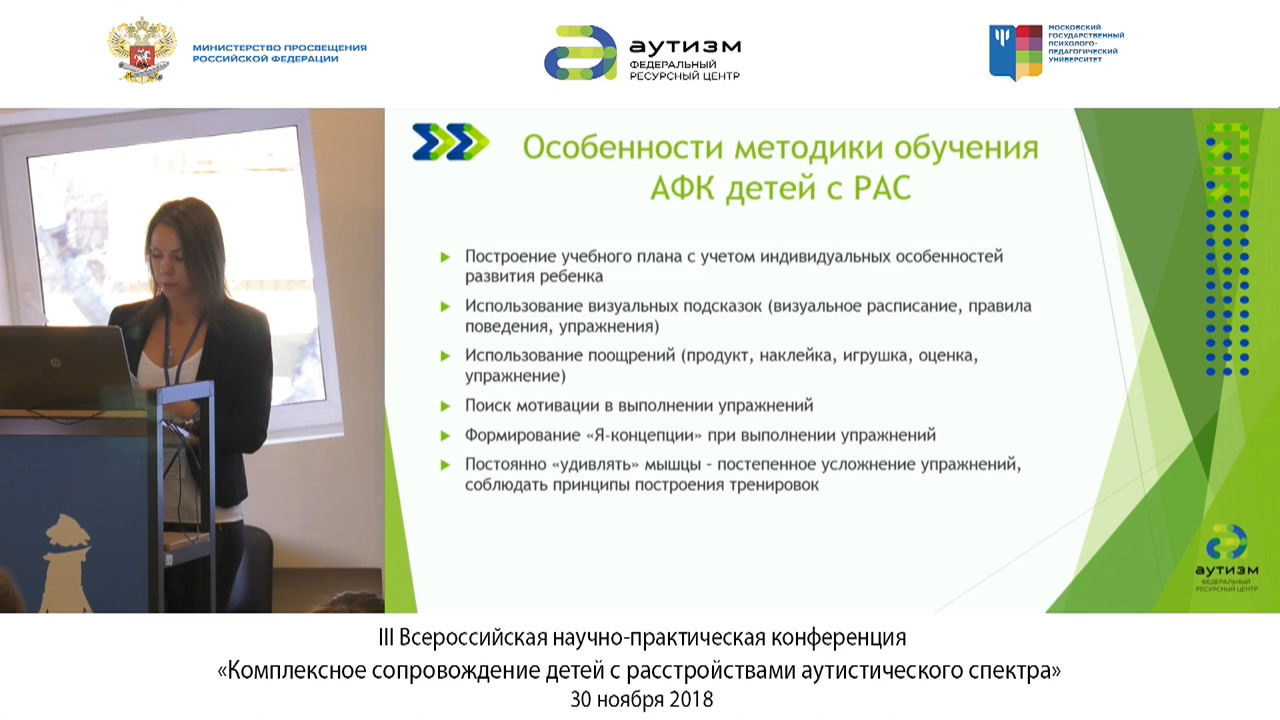 МИНИСТЕРСТВО ПРОСВЕЩЕНИЯ
РОССИЙСКОЙ ФЕДЕРАЦИИ
аутизм
ФЕДЕРАЛЬНЫЙ
РЕСУРСНЫЙ ЦЕНТР
МОСКОВСКИЙ
ГОСУДАРСТВЕННЫЙ
ПСИХОЛОГО-
ПЕДАГОГИЧЕСКИЙ
УНИВЕРСИТЕТ
Особенности методики обучения
АФК детей с РАС
Построение учебного плана с учетом индивидуальных особенностей
развития ребенка
Использование визуальных подсказок (визуальное расписание, правила
поведения, упражнения)
Использование поощрений (продукт, наклейка, игрушка, оценка,
упражнение)
Поиск мотивации в выполнении упражнений
Формирование «Я-концепции» при выполнении упражнений
Постоянно «удивлять» мышцы – постепенное усложнение упражнений,
соблюдать принципы построения тренировок
аутизм
ФЕДЕРАЛЬНЫЙ
РЕСУРСНЫЙ ЦЕНТР
III Всероссийская научно-практическая конференция
«Комплексное сопровождение детей с расстройствами аутистического спектра»
30 ноября 2018